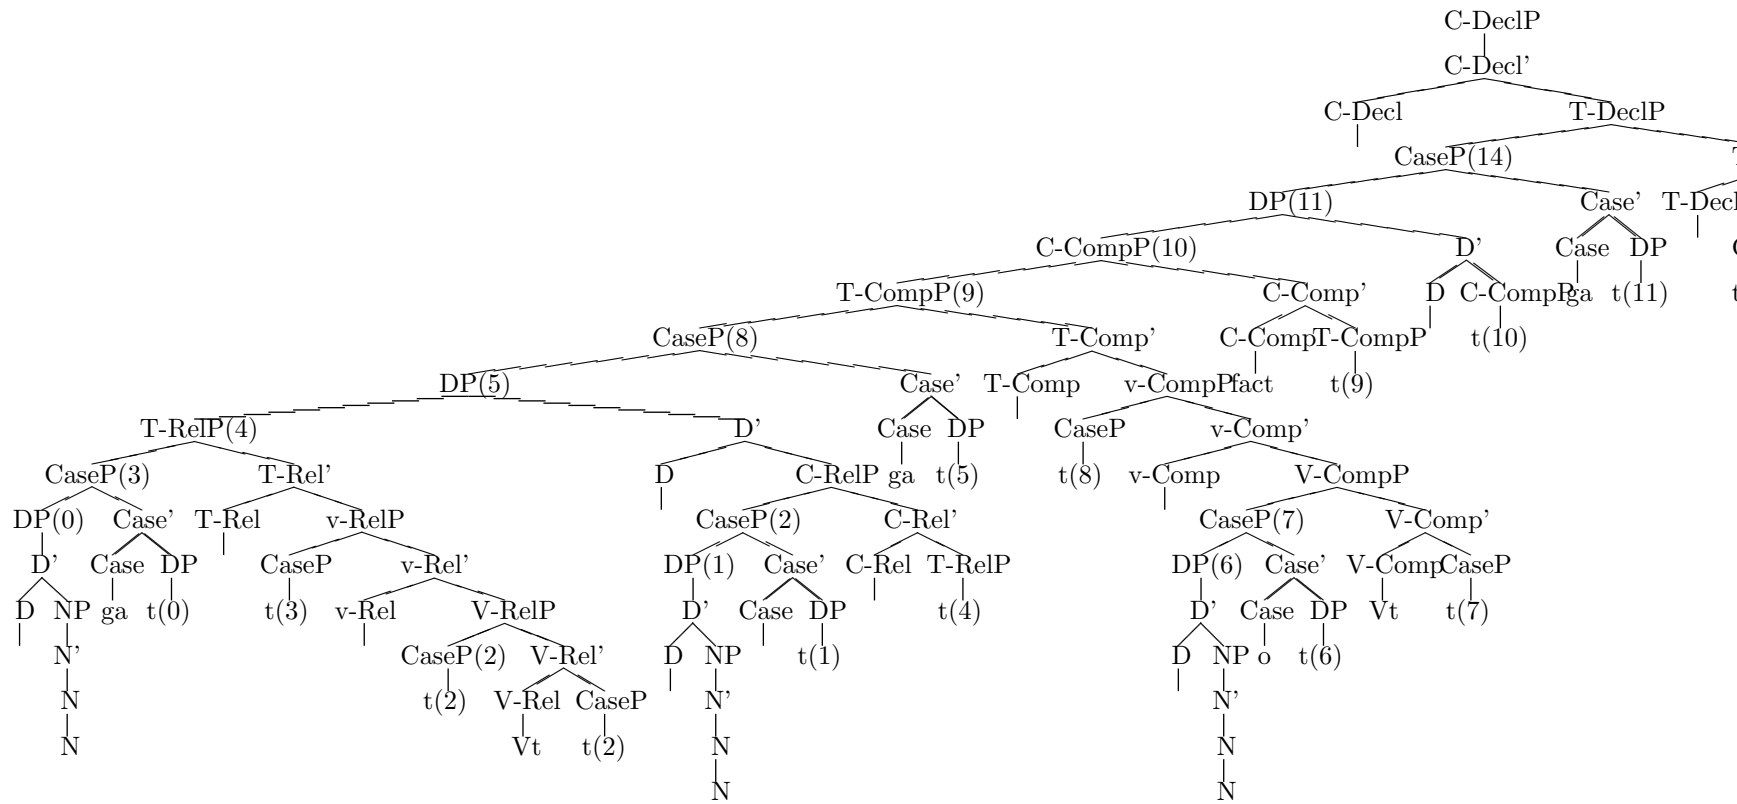 C-DeclP
C-Decl'
C-Decl T-DeclP
CaseP(14)
DP(11) Case' T-Decl
C-CompP(10) D' Case DP
T-CompP(9) C-Comp' D C-CompP ga t(11)
CaseP(8) T-Comp' C-Comp T-CompP t(10)
DP(5) Case' T-Comp v-CompP fact t(9)
T-RelP(4) D' Case DP CaseP v-Comp'
CaseP(3) T-Rel' D C-RelP ga t(5) t(8) v-Comp V-CompP
DP(0) Case' T-Rel v-RelP CaseP(2) C-Rel' CaseP(7) V-Comp'
D' Case DP CaseP v-Rel' DP(1) Case' C-Rel T-RelP DP(6) Case' V-Comp CaseP
D NP ga t(0) t(3) v-Rel V-RelP D' Case DP t(4) D' Case DP Vt t(7)
N' CaseP(2) V-Rel' D NP t(1) D NP o t(6)
N t(2) V-Rel CaseP N' N'
N Vt t(2) N N
N N